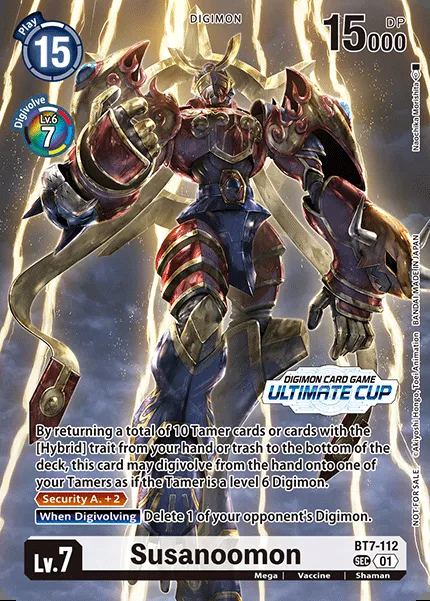 DIGIMON
Play
15
DP
15000
Digivolve
Lv.6
7
Naochika Morishita
©Akiyoshi Hongo, Toei Animation BANDAI MADE IN JAPAN
NOT FOR SALE
DIGIMON CARD GAME
ULTIMATE CUP
By returning a total of 10 Tamer cards or cards with the
[Hybrid] trait from your hand or trash to the bottom of the
deck, this card may digivolve from the hand onto one of
your Tamers as if the Tamer is a level 6 Digimon.
Security A. +2
When Digivolving Delete 1 of your opponent's Digimon.
BT7-112
Lv.7 Susanoomon SEC 01
Mega | Vaccine | Shaman